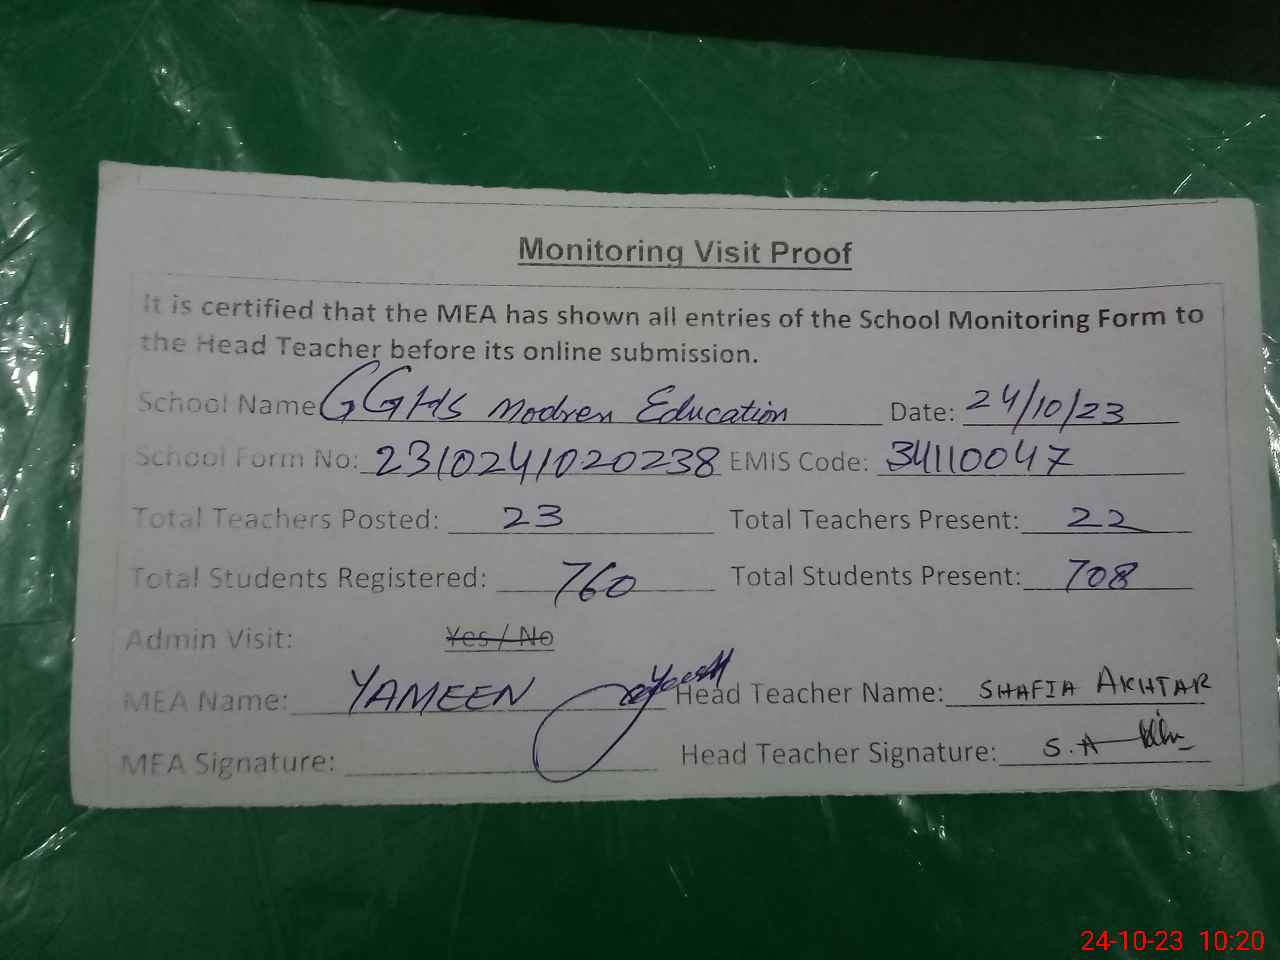 Monitoring Visit Proof
It is certified that the MEA has shown all entries of the School Monitoring Form to
the Head Teacher before its online submission.
School Name GGHS Modren Education Date: 24/10/23
School Form No: 2310241020238 EMIS Code: 34110047
Total Teachers Posted: 23 Total Teachers Present: 22
Total Students Registered: 760 Total Students Present: 708
Admin Visit: Yes / No
MEA Name: YAMEEN Head Teacher Name: SHAFIA AKHTAR
MEA Signature: Head Teacher Signature: S.A
24-10-23 10:20